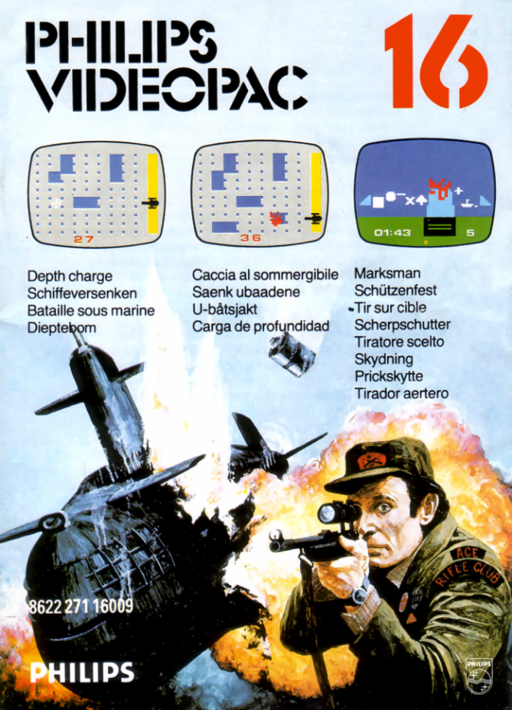 PHILIPS
VIDEOPAC
16
27
36
01:43 5
Depth charge
Schiffeversenken
Bataille sous marine
Dieptebom
Caccia al sommergibile
Saenk ubaadene
U-båtsjakt
Carga de profundidad
Marksman
Schützenfest
Tir sur cible
Scherpschutter
Tiratore scelto
Skydning
Prickskytte
Tirador aertero
ACE
RIFLE CLUB
8622 271 16009
PHILIPS
PHILIPS